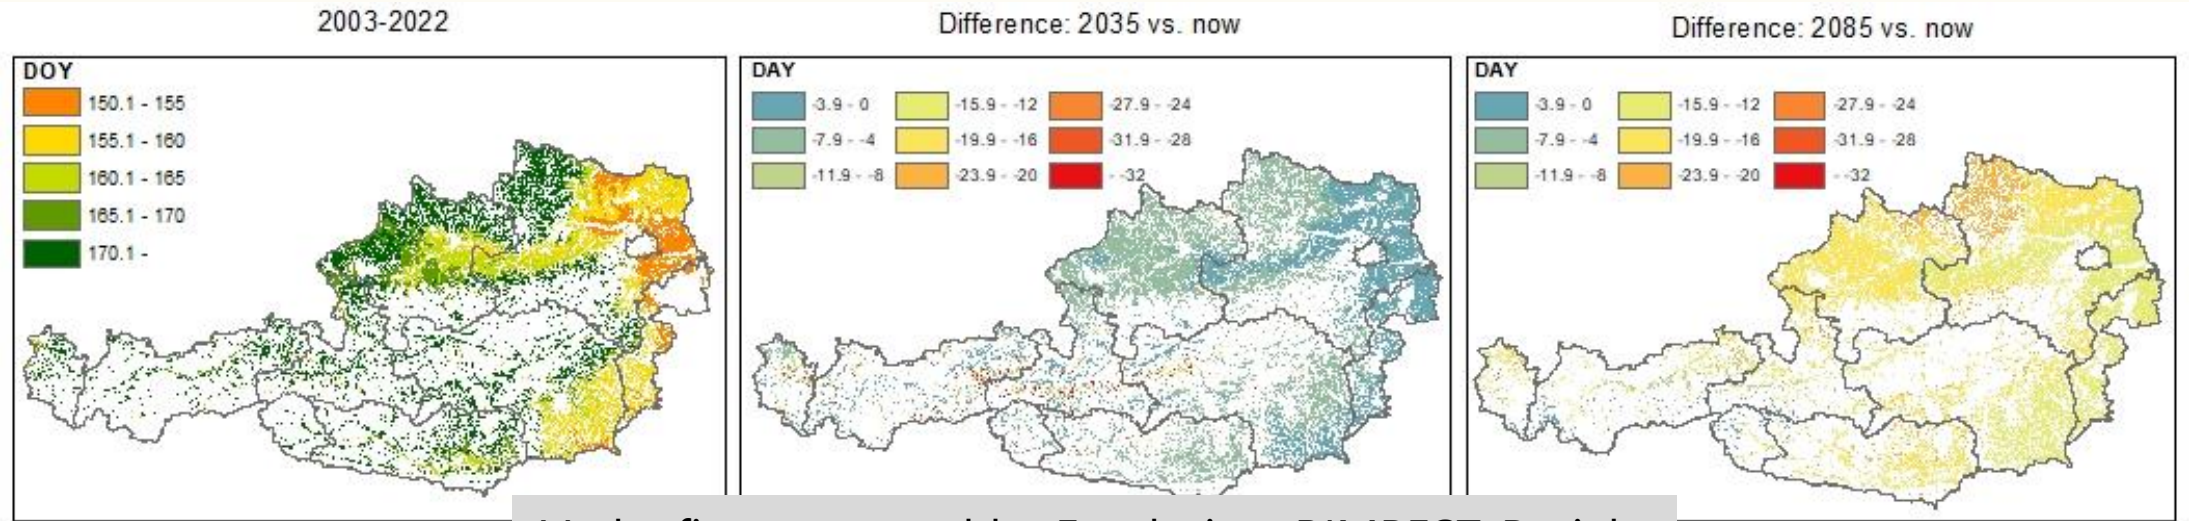 2003-2022
Difference: 2035 vs. now
Difference: 2085 vs. now
DOY
150.1 - 155
155.1 - 160
160.1 - 165
165.1 - 170
170.1 -
DAY
-3.9 - 0
-7.9 - -4
-11.9 - -8
-15.9 - -12
-19.9 - -16
-23.9 - -20
-27.9 - -24
-31.9 - -28
- -32
DAY
-3.9 - 0
-7.9 - -4
-11.9 - -8
-15.9 - -12
-19.9 - -16
-23.9 - -20
-27.9 - -24
-31.9 - -28
- -32